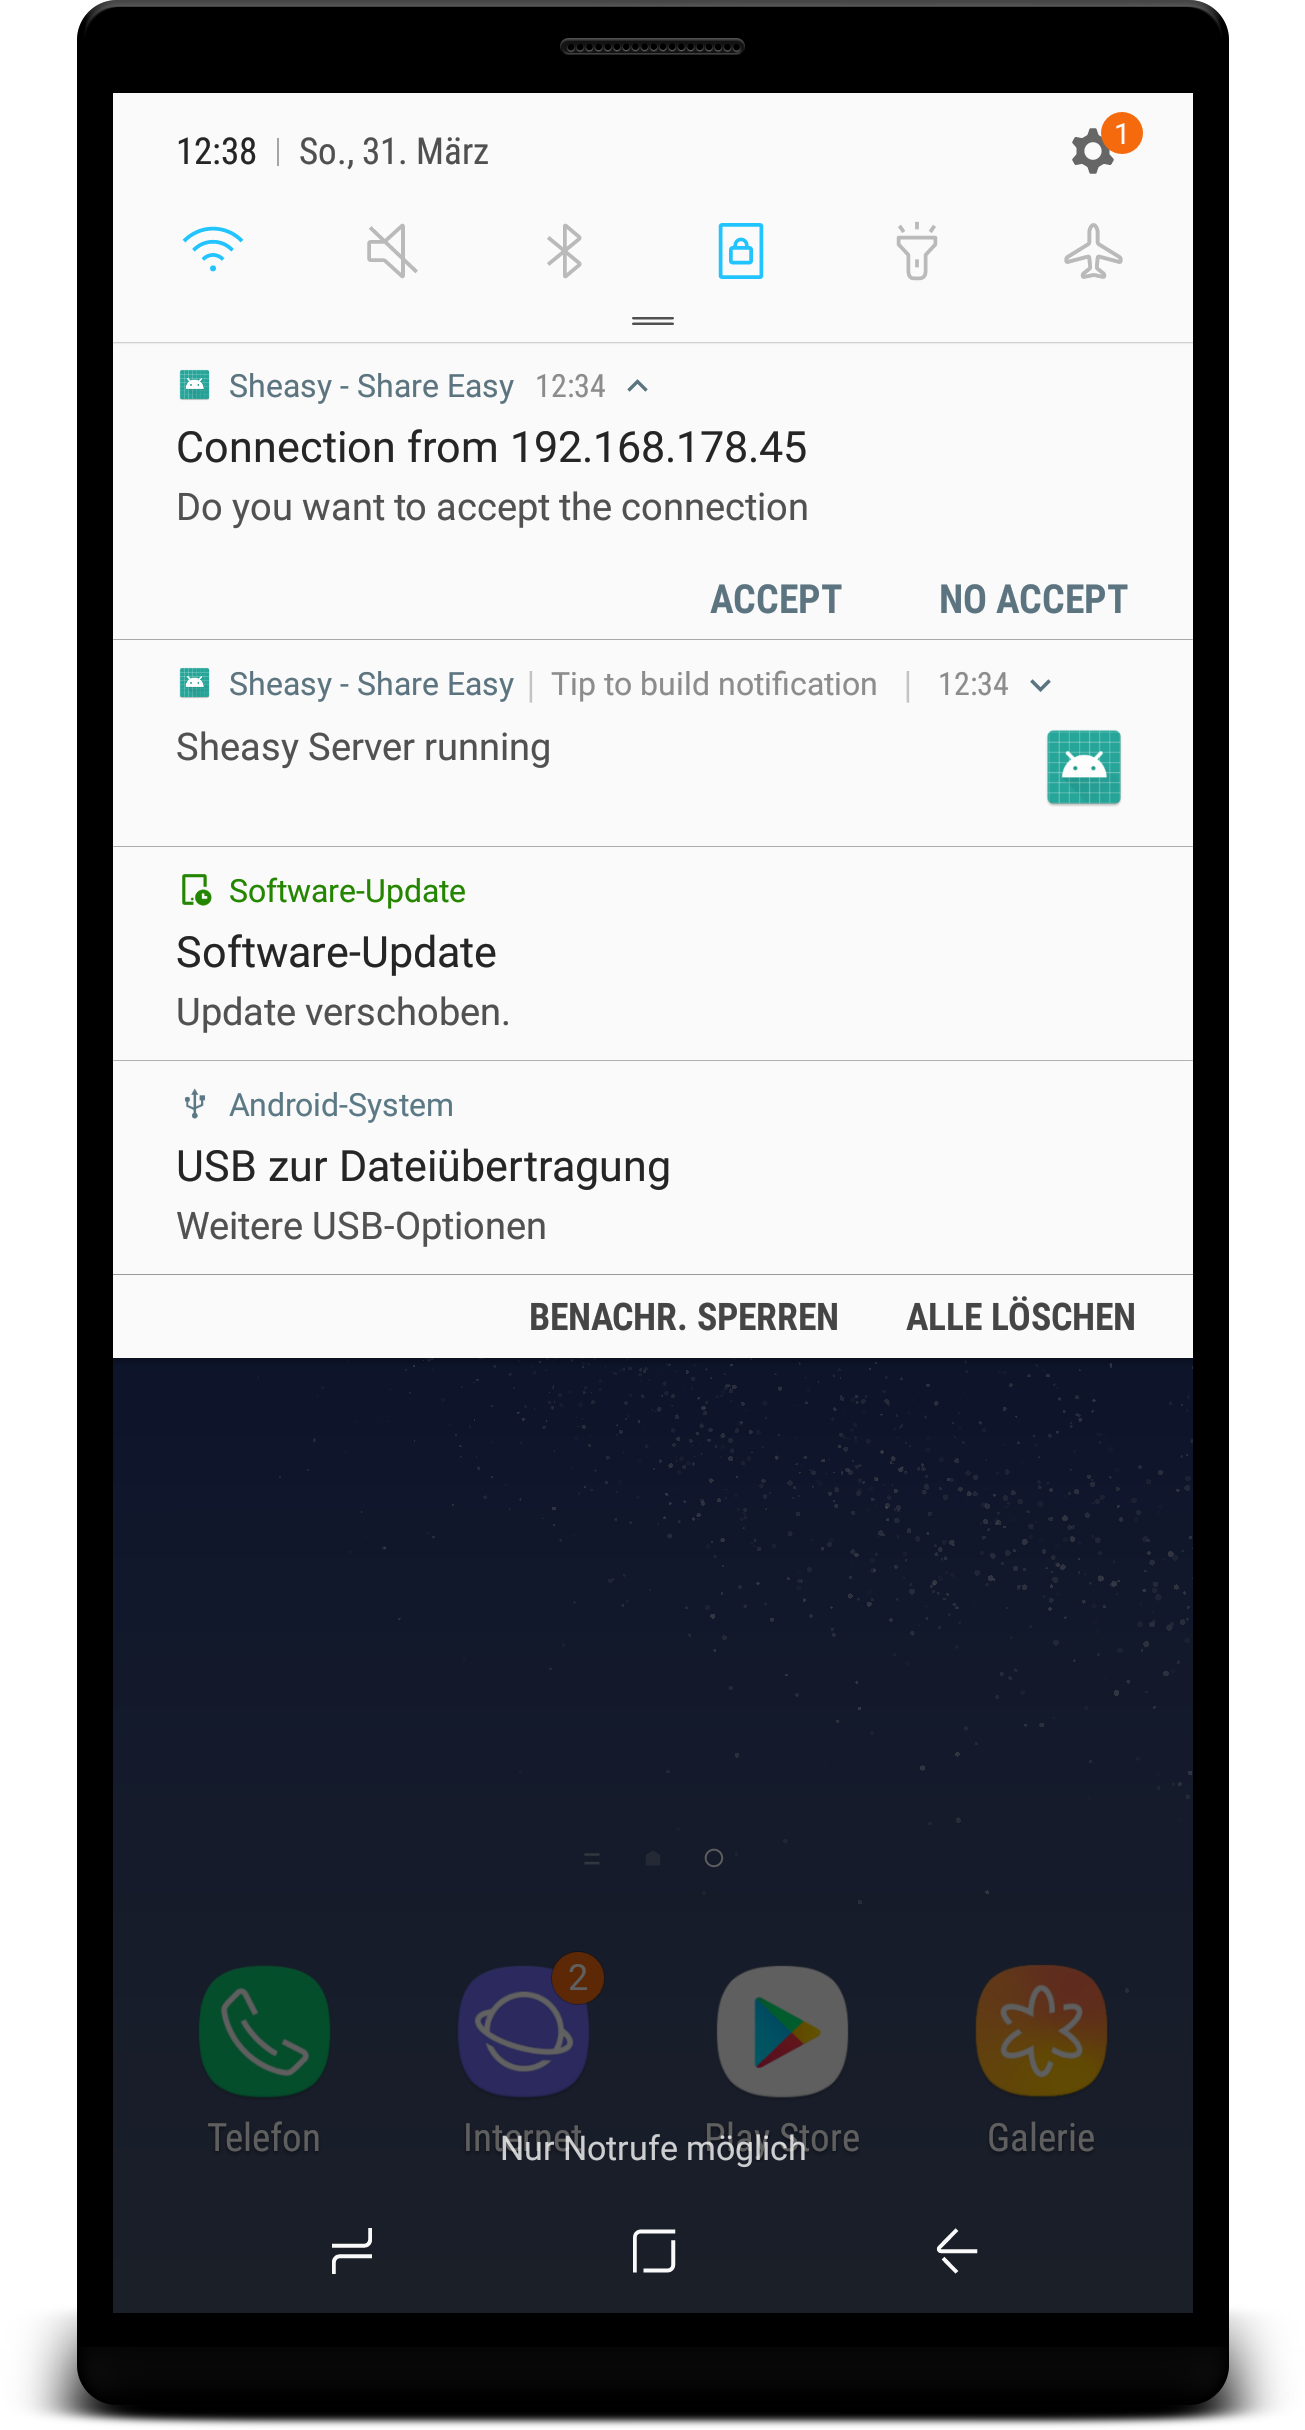 12:38 | So., 31. März
1
Sheasy - Share Easy 12:34
Connection from 192.168.178.45
Do you want to accept the connection
ACCEPT NO ACCEPT
Sheasy - Share Easy | Tip to build notification | 12:34
Sheasy Server running
Software-Update
Software-Update
Update verschoben.
Android-System
USB zur Dateiübertragung
Weitere USB-Optionen
BENACHR. SPERREN ALLE LÖSCHEN
2
Telefon Internet Play Store Galerie
Nur Notrufe möglich